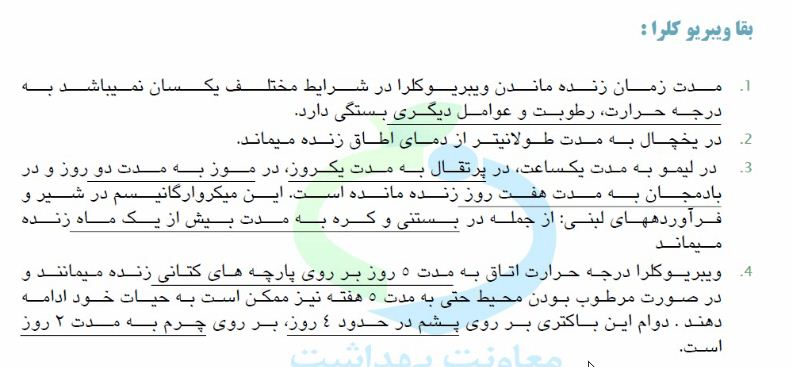 بقا ویبریو کلرا :
1. مدت زمان زنده ماندن ویبریوکلرا در شرایط مختلف یکسان نمیباشد به
درجه حرارت، رطوبت و عوامل دیگری بستگی دارد.
2. در یخچال به مدت طولانیتر از دمای اطاق زنده میماند.
3. در لیمو به مدت یکساعت، در پرتقال به مدت یکروز، در موز به مدت دو روز و در
بادمجان به مدت هفت روز زنده مانده است. این میکروارگانیسم در شیر و
فرآوردههای لبنی: از جمله در بستنی و کره به مدت بیش از یک ماه زنده
میماند
4. ویبریوکلرا درجه حرارت اتاق به مدت ۵ روز بر روی پارچه های کتانی زنده میمانند و
در صورت مرطوب بودن محیط حتی به مدت ۵ هفته نیز ممکن است به حیات خود ادامه
دهند . دوام این باکتری بر روی پشم در حدود ٤ روز، بر روی چرم به مدت ۲ روز
است.
معاونت بهداشت